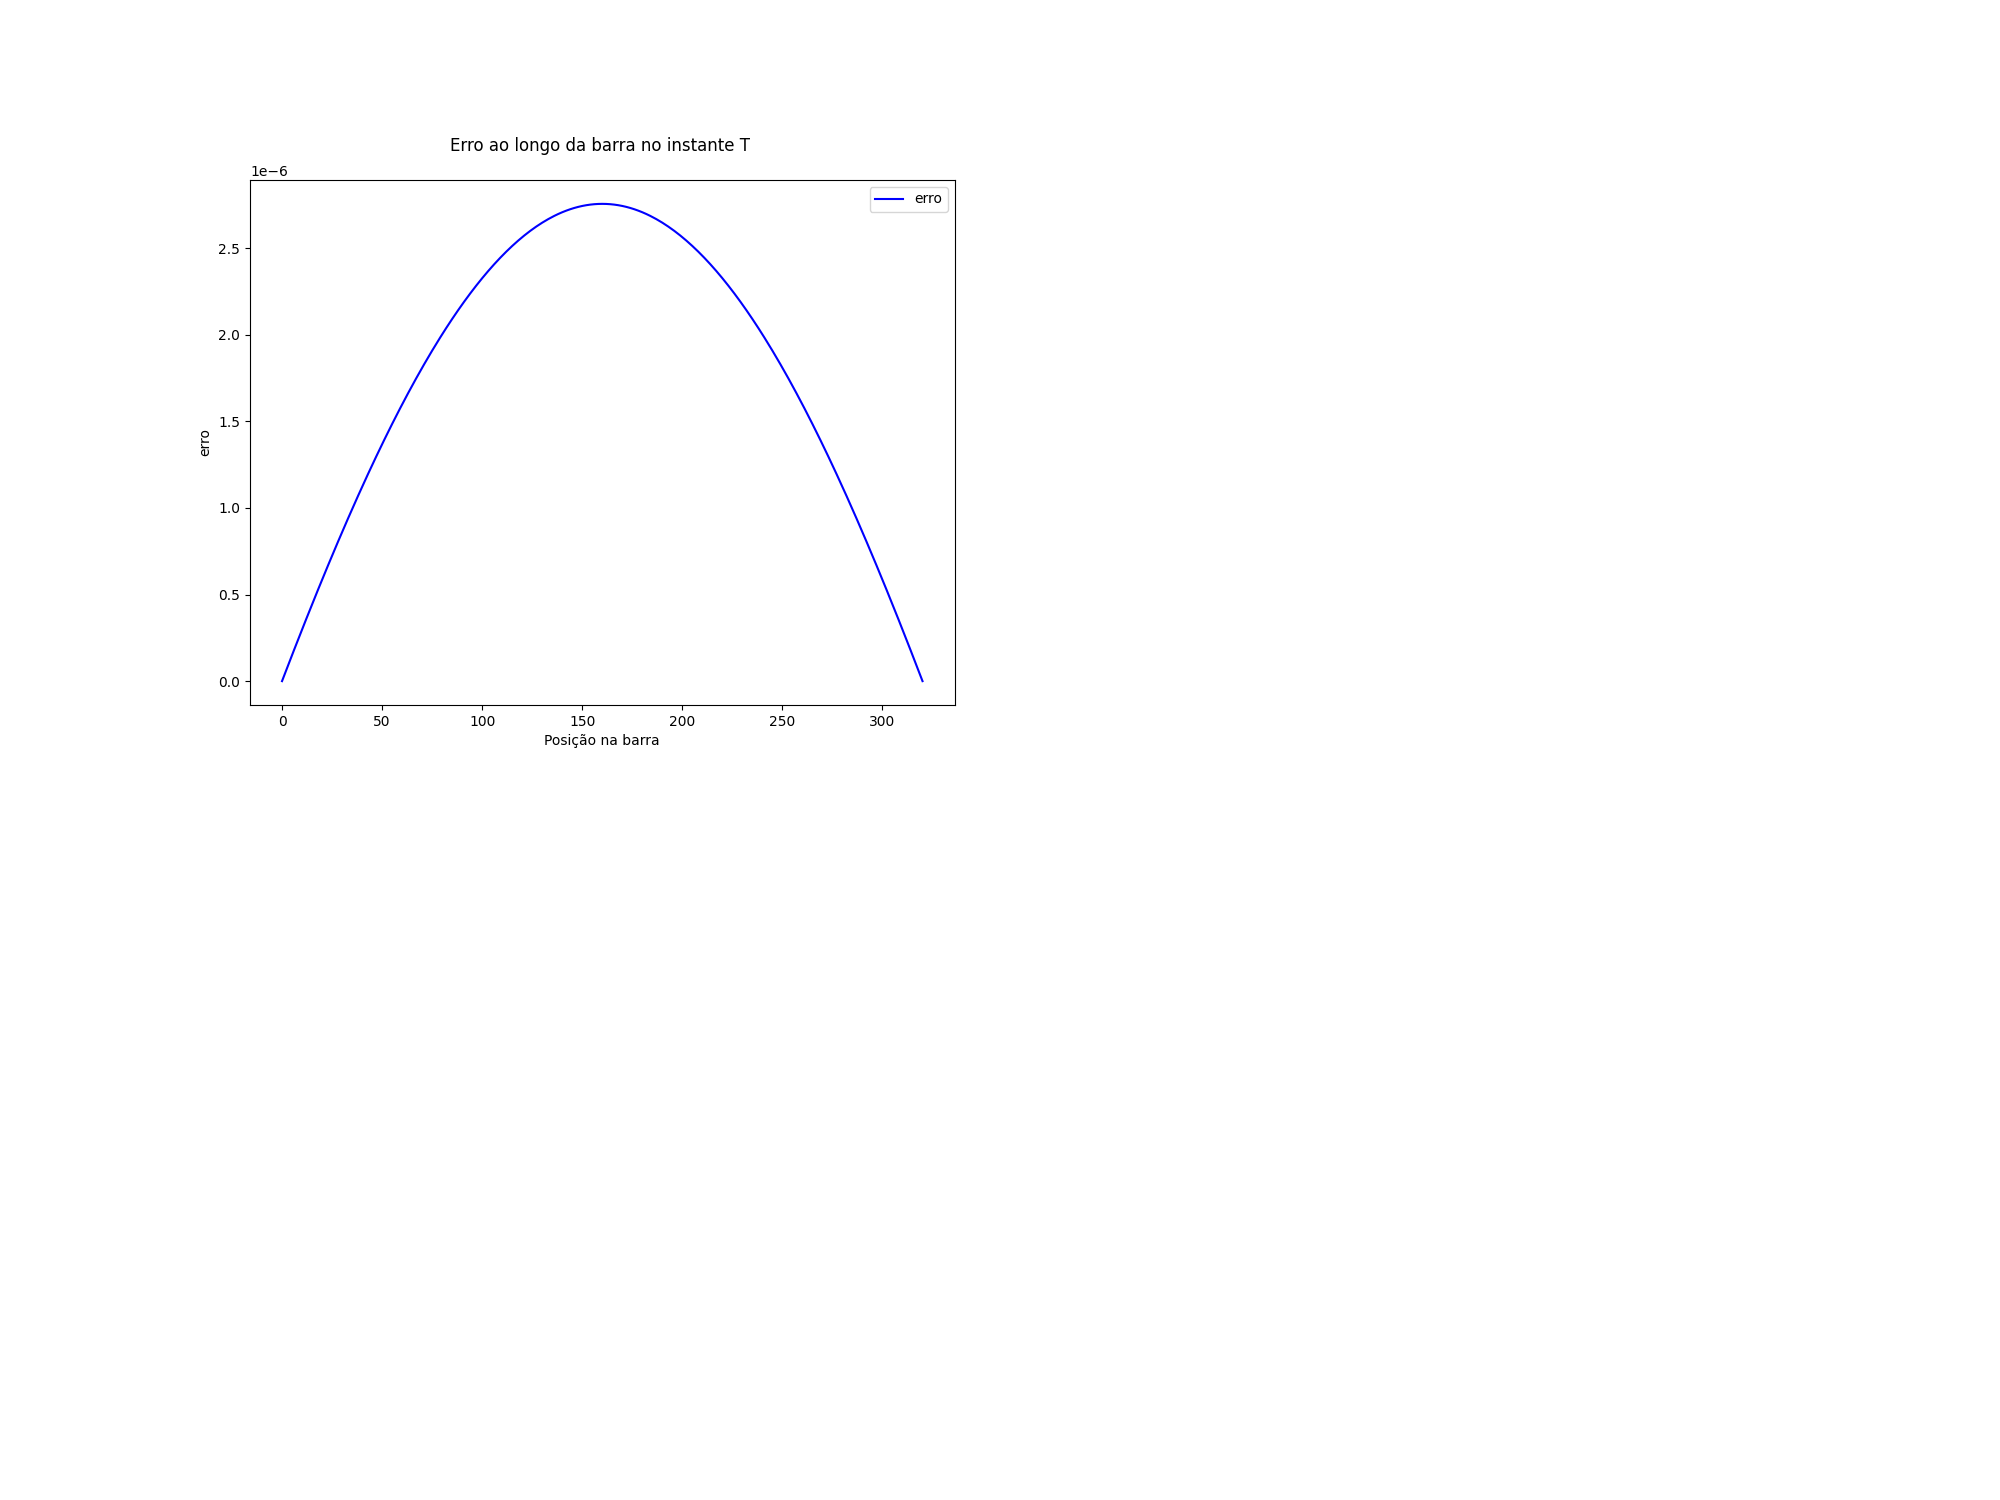 Erro ao longo da barra no instante T
1e−6
erro
2.5
2.0
1.5
1.0
0.5
0.0
erro
0 50 100 150 200 250 300
Posição na barra